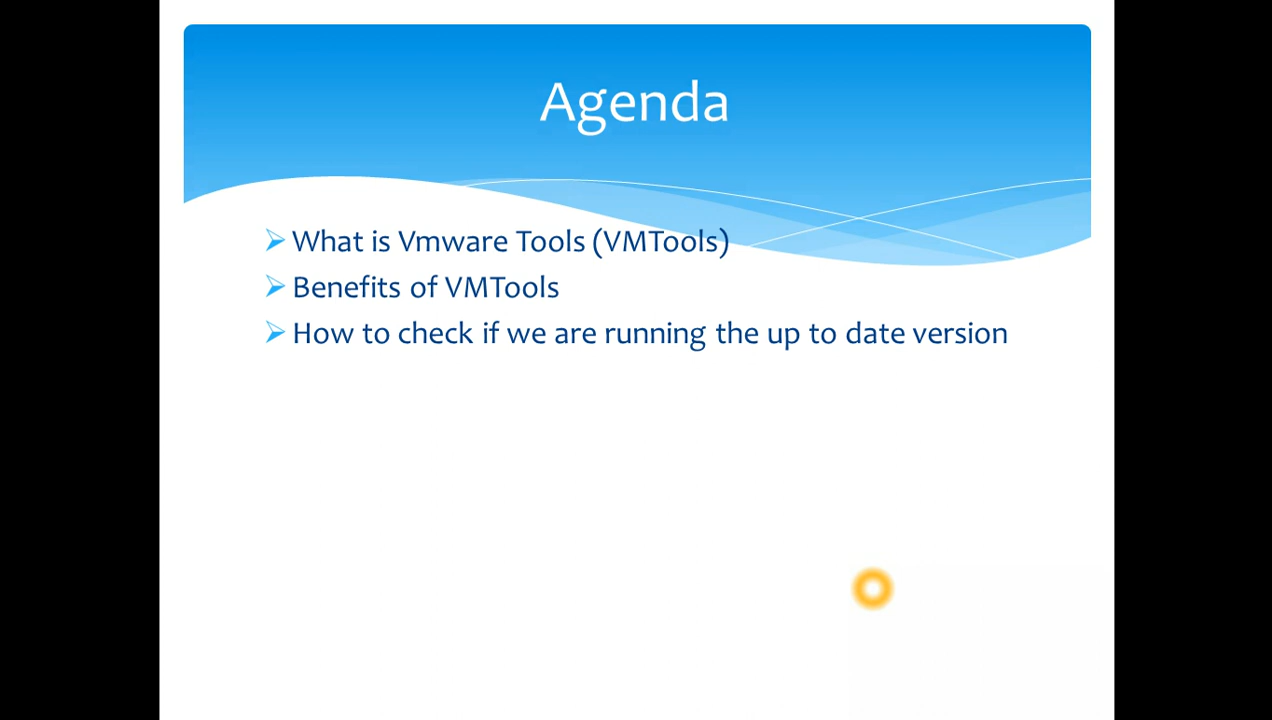 Agenda
What is Vmware Tools (VMTools)
Benefits of VMTools
How to check if we are running the up to date version